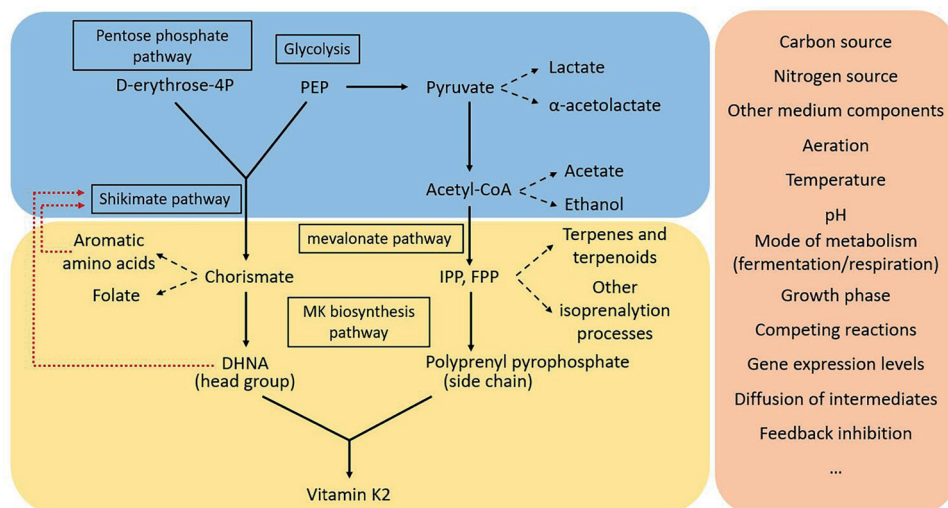 Pentose phosphate
pathway
Glycolysis
D-erythrose-4P
PEP
Pyruvate
Lactate
α-acetolactate
Shikimate pathway
Acetyl-CoA
Acetate
Ethanol
Aromatic
amino acids
Folate
Chorismate
mevalonate pathway
IPP, FPP
Terpenes and
terpenoids
Other
isoprenalytion
processes
MK biosynthesis
pathway
DHNA
(head group)
Polyprenyl pyrophosphate
(side chain)
Vitamin K2
Carbon source
Nitrogen source
Other medium components
Aeration
Temperature
pH
Mode of metabolism
(fermentation/respiration)
Growth phase
Competing reactions
Gene expression levels
Diffusion of intermediates
Feedback inhibition
...